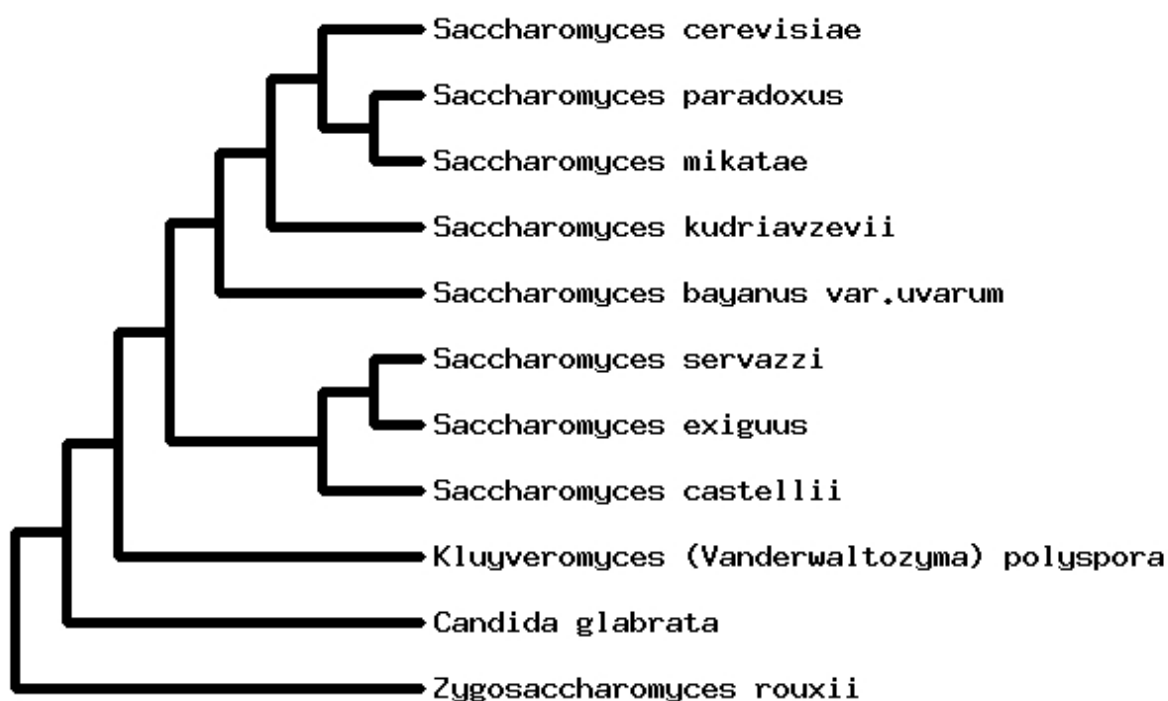 Saccharomyces cerevisiae
Saccharomyces paradoxus
Saccharomyces mikatae
Saccharomyces kudriavzevii
Saccharomyces bayanus var.uvarum
Saccharomyces servazzi
Saccharomyces exiguus
Saccharomyces castellii
Kluyveromyces (Vanderwaltozyma) polyspora
Candida glabrata
Zygosaccharomyces rouxii